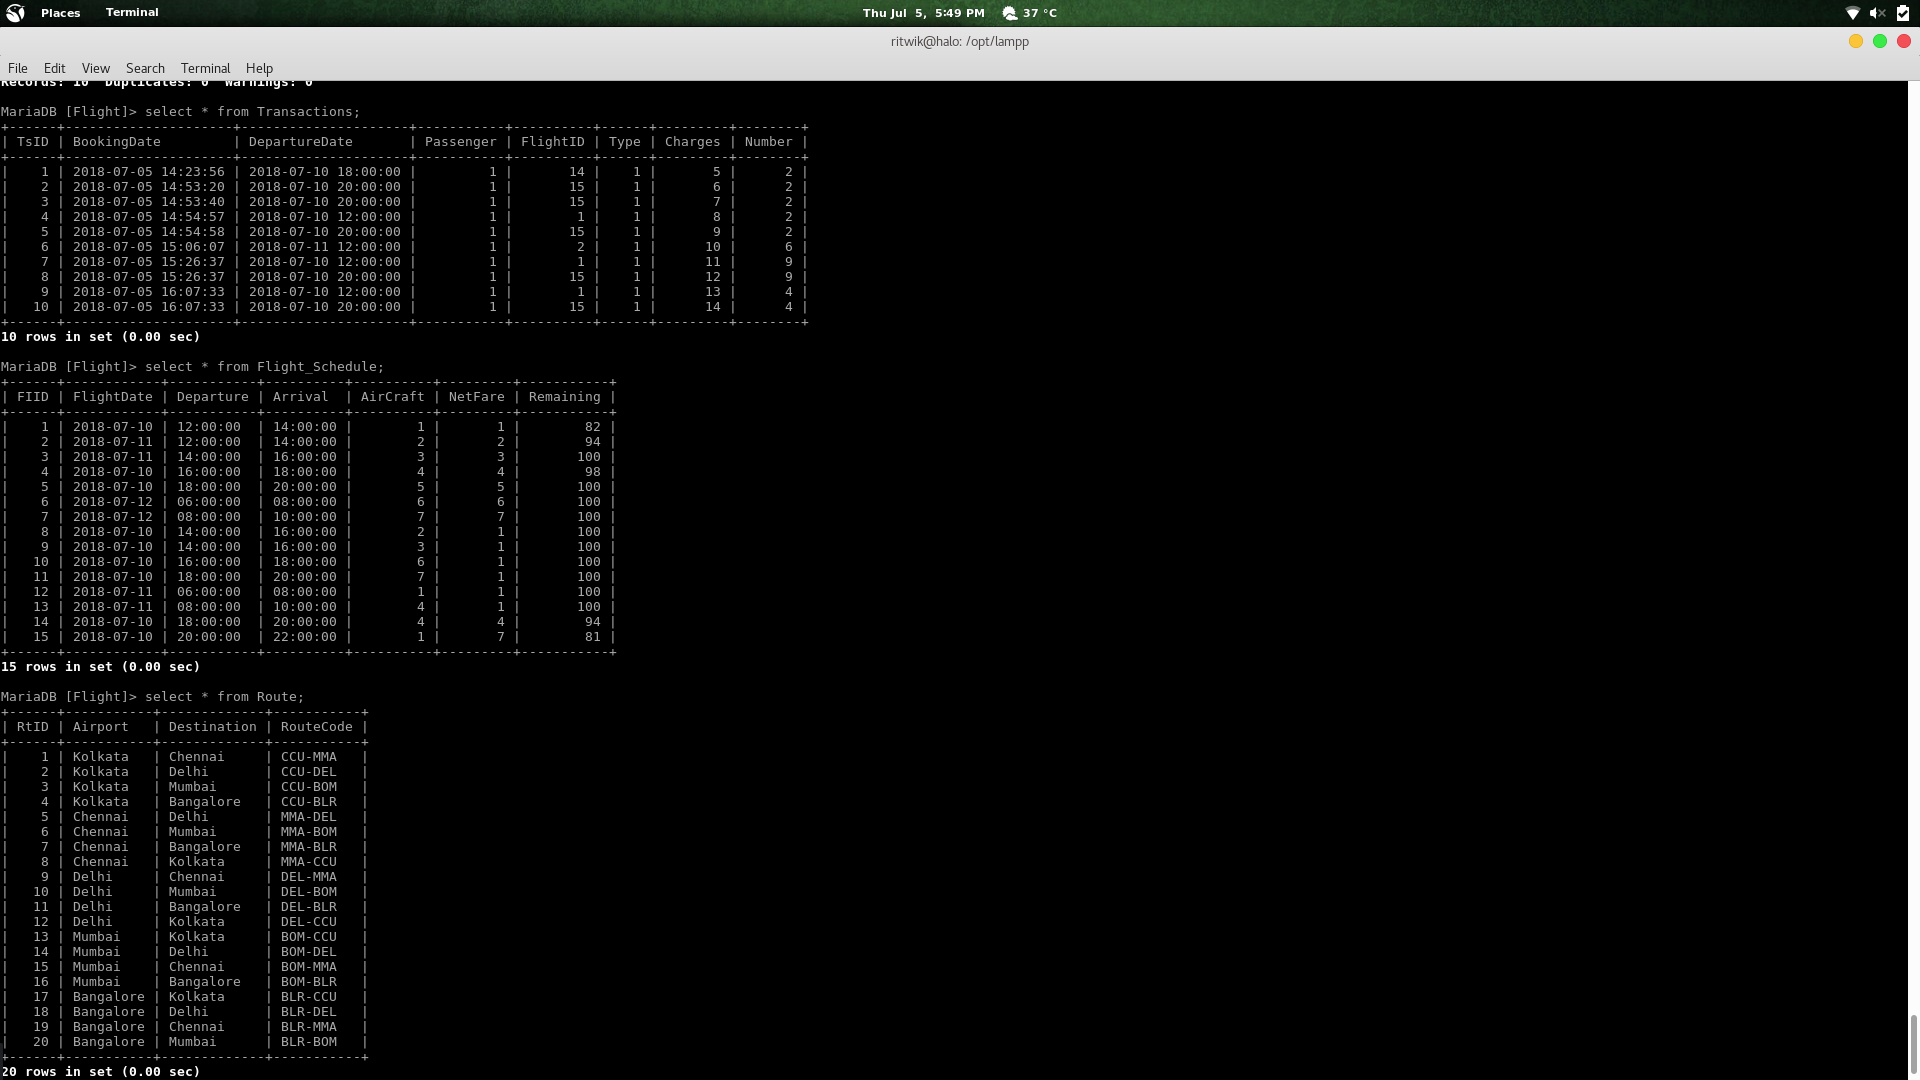 Places Terminal Thu Jul 5, 5:49 PM 37 °C
ritwik@halo: /opt/lampp
File Edit View Search Terminal Help
Records: 10 Duplicates: 0 Warnings: 0
MariaDB [Flight]> select * from Transactions;
+------+---------------------+---------------------+-----------+----------+------+---------+--------+
| TsID | BookingDate         | DepartureDate       | Passenger | FlightID | Type | Charges | Number |
+------+---------------------+---------------------+-----------+----------+------+---------+--------+
|    1 | 2018-07-05 14:23:56 | 2018-07-10 18:00:00 |         1 |       14 |    1 |       5 |      2 |
|    2 | 2018-07-05 14:53:20 | 2018-07-10 20:00:00 |         1 |       15 |    1 |       6 |      2 |
|    3 | 2018-07-05 14:53:40 | 2018-07-10 20:00:00 |         1 |       15 |    1 |       7 |      2 |
|    4 | 2018-07-05 14:54:57 | 2018-07-10 12:00:00 |         1 |        1 |    1 |       8 |      2 |
|    5 | 2018-07-05 14:54:58 | 2018-07-10 20:00:00 |         1 |       15 |    1 |       9 |      2 |
|    6 | 2018-07-05 15:06:07 | 2018-07-11 12:00:00 |         1 |        2 |    1 |      10 |      6 |
|    7 | 2018-07-05 15:26:37 | 2018-07-10 12:00:00 |         1 |        1 |    1 |      11 |      9 |
|    8 | 2018-07-05 15:26:37 | 2018-07-10 20:00:00 |         1 |       15 |    1 |      12 |      9 |
|    9 | 2018-07-05 16:07:33 | 2018-07-10 12:00:00 |         1 |        1 |    1 |      13 |      4 |
|   10 | 2018-07-05 16:07:33 | 2018-07-10 20:00:00 |         1 |       15 |    1 |      14 |      4 |
+------+---------------------+---------------------+-----------+----------+------+---------+--------+
10 rows in set (0.00 sec)
MariaDB [Flight]> select * from Flight_Schedule;
+------+------------+-----------+----------+----------+---------+-----------+
| FIID | FlightDate | Departure | Arrival  | AirCraft | NetFare | Remaining |
+------+------------+-----------+----------+----------+---------+-----------+
|    1 | 2018-07-10 | 12:00:00  | 14:00:00 |        1 |       1 |        82 |
|    2 | 2018-07-11 | 12:00:00  | 14:00:00 |        2 |       2 |        94 |
|    3 | 2018-07-11 | 14:00:00  | 16:00:00 |        3 |       3 |       100 |
|    4 | 2018-07-10 | 16:00:00  | 18:00:00 |        4 |       4 |        98 |
|    5 | 2018-07-10 | 18:00:00  | 20:00:00 |        5 |       5 |       100 |
|    6 | 2018-07-12 | 06:00:00  | 08:00:00 |        6 |       6 |       100 |
|    7 | 2018-07-12 | 08:00:00  | 10:00:00 |        7 |       7 |       100 |
|    8 | 2018-07-10 | 14:00:00  | 16:00:00 |        2 |       1 |       100 |
|    9 | 2018-07-10 | 14:00:00  | 16:00:00 |        3 |       1 |       100 |
|   10 | 2018-07-10 | 16:00:00  | 18:00:00 |        6 |       1 |       100 |
|   11 | 2018-07-10 | 18:00:00  | 20:00:00 |        7 |       1 |       100 |
|   12 | 2018-07-11 | 06:00:00  | 08:00:00 |        1 |       1 |       100 |
|   13 | 2018-07-11 | 08:00:00  | 10:00:00 |        4 |       1 |       100 |
|   14 | 2018-07-10 | 18:00:00  | 20:00:00 |        4 |       4 |        94 |
|   15 | 2018-07-10 | 20:00:00  | 22:00:00 |        1 |       7 |        81 |
+------+------------+-----------+----------+----------+---------+-----------+
15 rows in set (0.00 sec)
MariaDB [Flight]> select * from Route;
+------+-----------+-------------+-----------+
| RtID | Airport   | Destination | RouteCode |
+------+-----------+-------------+-----------+
|    1 | Kolkata   | Chennai     | CCU-MMA   |
|    2 | Kolkata   | Delhi       | CCU-DEL   |
|    3 | Kolkata   | Mumbai      | CCU-BOM   |
|    4 | Kolkata   | Bangalore   | CCU-BLR   |
|    5 | Chennai   | Delhi       | MMA-DEL   |
|    6 | Chennai   | Mumbai      | MMA-BOM   |
|    7 | Chennai   | Bangalore   | MMA-BLR   |
|    8 | Chennai   | Kolkata     | MMA-CCU   |
|    9 | Delhi     | Chennai     | DEL-MMA   |
|   10 | Delhi     | Mumbai      | DEL-BOM   |
|   11 | Delhi     | Bangalore   | DEL-BLR   |
|   12 | Delhi     | Kolkata     | DEL-CCU   |
|   13 | Mumbai    | Kolkata     | BOM-CCU   |
|   14 | Mumbai    | Delhi       | BOM-DEL   |
|   15 | Mumbai    | Chennai     | BOM-MMA   |
|   16 | Mumbai    | Bangalore   | BOM-BLR   |
|   17 | Bangalore | Kolkata     | BLR-CCU   |
|   18 | Bangalore | Delhi       | BLR-DEL   |
|   19 | Bangalore | Chennai     | BLR-MMA   |
|   20 | Bangalore | Mumbai      | BLR-BOM   |
+------+-----------+-------------+-----------+
20 rows in set (0.00 sec)